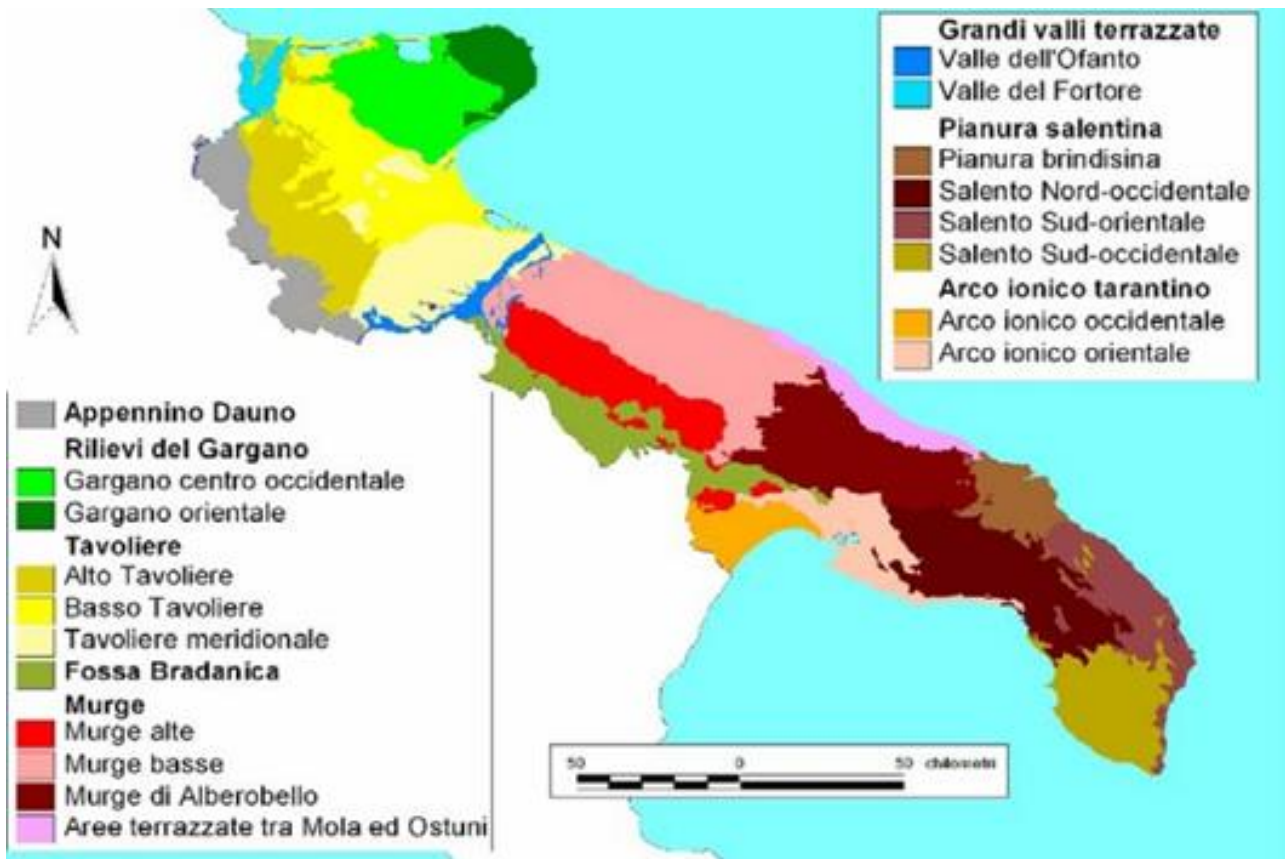 Grandi valli terrazzate
Valle dell'Ofanto
Valle del Fortore
Pianura salentina
Pianura brindisina
Salento Nord-occidentale
Salento Sud-orientale
Salento Sud-occidentale
Arco ionico tarantino
Arco ionico occidentale
Arco ionico orientale
N
Appennino Dauno
Rilievi del Gargano
Gargano centro occidentale
Gargano orientale
Tavoliere
Alto Tavoliere
Basso Tavoliere
Tavoliere meridionale
Fossa Bradanica
Murge
Murge alte
Murge basse
Murge di Alberobello
Aree terrazzate tra Mola ed Ostuni
50 0 50 chilometri